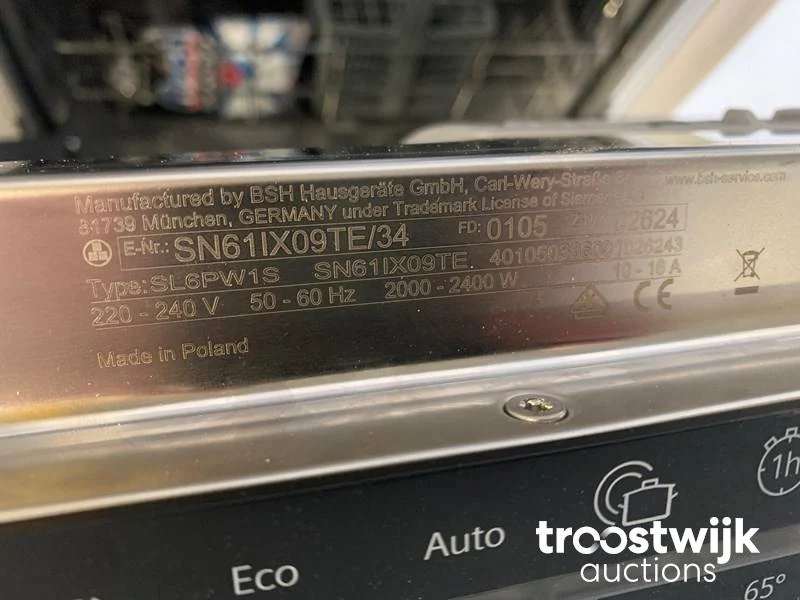 Manufactured by BSH Hausgeräte GmbH, Carl-Wery-Straße
www.bsh-service.com
81739 München, GERMANY under Trademark License of
E-Nr.: SN61IX09TE/34 FD: 0105
Type:SL6PW1S SN61IX09TE
220 - 240 V 50 - 60 Hz 2000 - 2400 W 10 - 16 A
CE
Made in Poland
1h
Eco Auto
65°
troostwijk
auctions